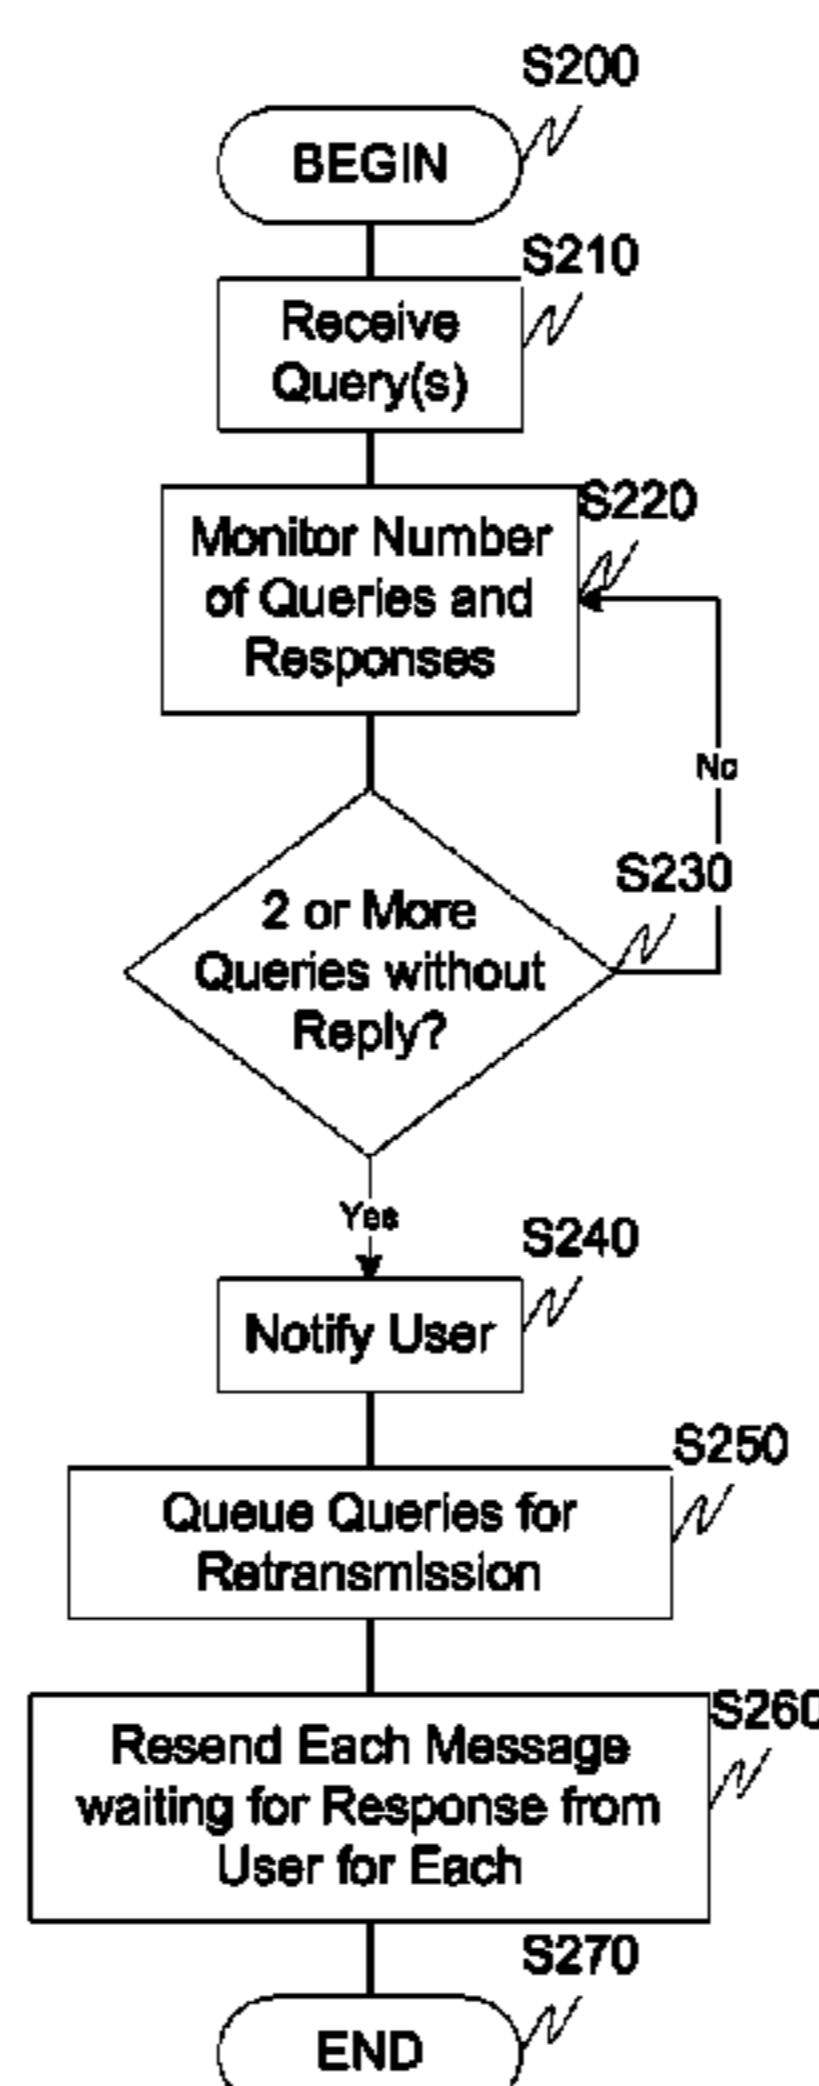 S200
BEGIN
S210
Receive
Query(s)
S220
Monitor Number
of Queries and
Responses
No
S230
2 or More
Queries without
Reply?
Yes
S240
Notify User
S250
Queue Queries for
Retransmission
S260
Resend Each Message
waiting for Response from
User for Each
S270
END